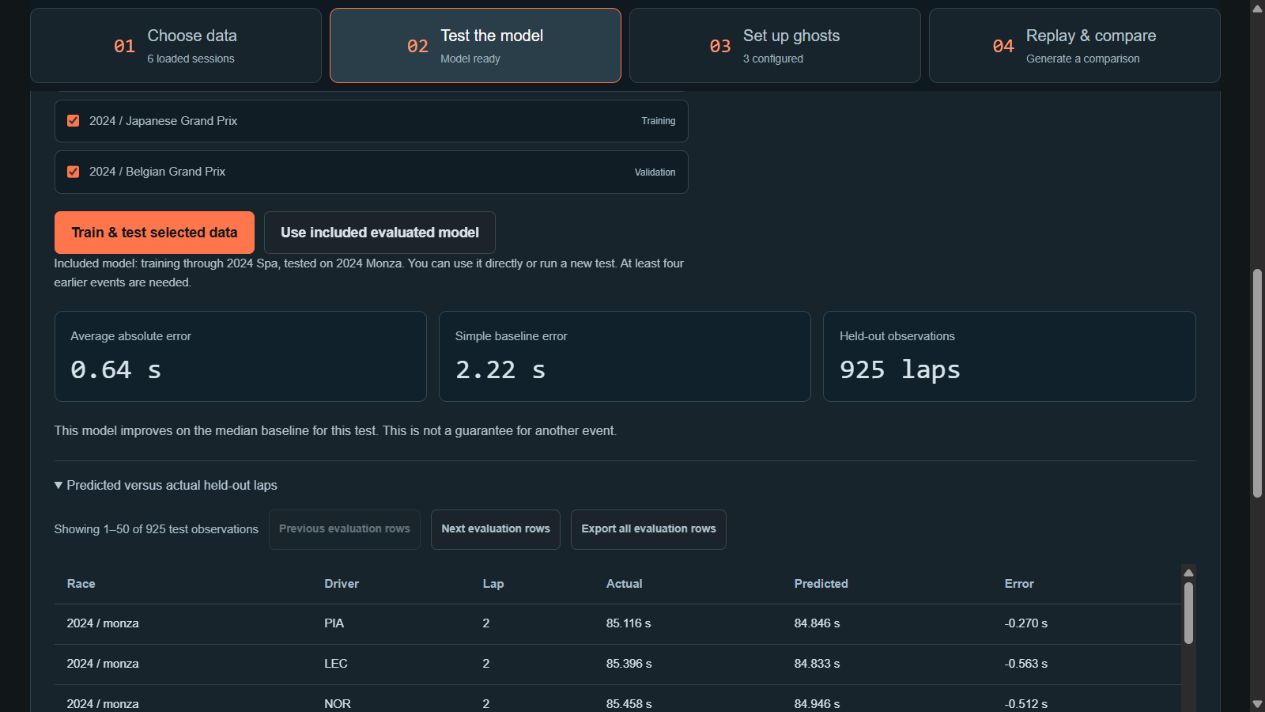 01
Choose data
6 loaded sessions
02
Test the model
Model ready
03
Set up ghosts
3 configured
04
Replay & compare
Generate a comparison
2024 / Japanese Grand Prix
Training
2024 / Belgian Grand Prix
Validation
Train & test selected data
Use included evaluated model
Included model: training through 2024 Spa, tested on 2024 Monza. You can use it directly or run a new test. At least four
earlier events are needed.
Average absolute error
0.64 s
Simple baseline error
2.22 s
Held-out observations
925 laps
This model improves on the median baseline for this test. This is not a guarantee for another event.
Predicted versus actual held-out laps
Showing 1–50 of 925 test observations
Previous evaluation rows
Next evaluation rows
Export all evaluation rows
Race Driver Lap Actual Predicted Error
2024 / monza PIA 2 85.116 s 84.846 s -0.270 s
2024 / monza LEC 2 85.396 s 84.833 s -0.563 s
2024 / monza NOR 2 85.458 s 84.946 s -0.512 s